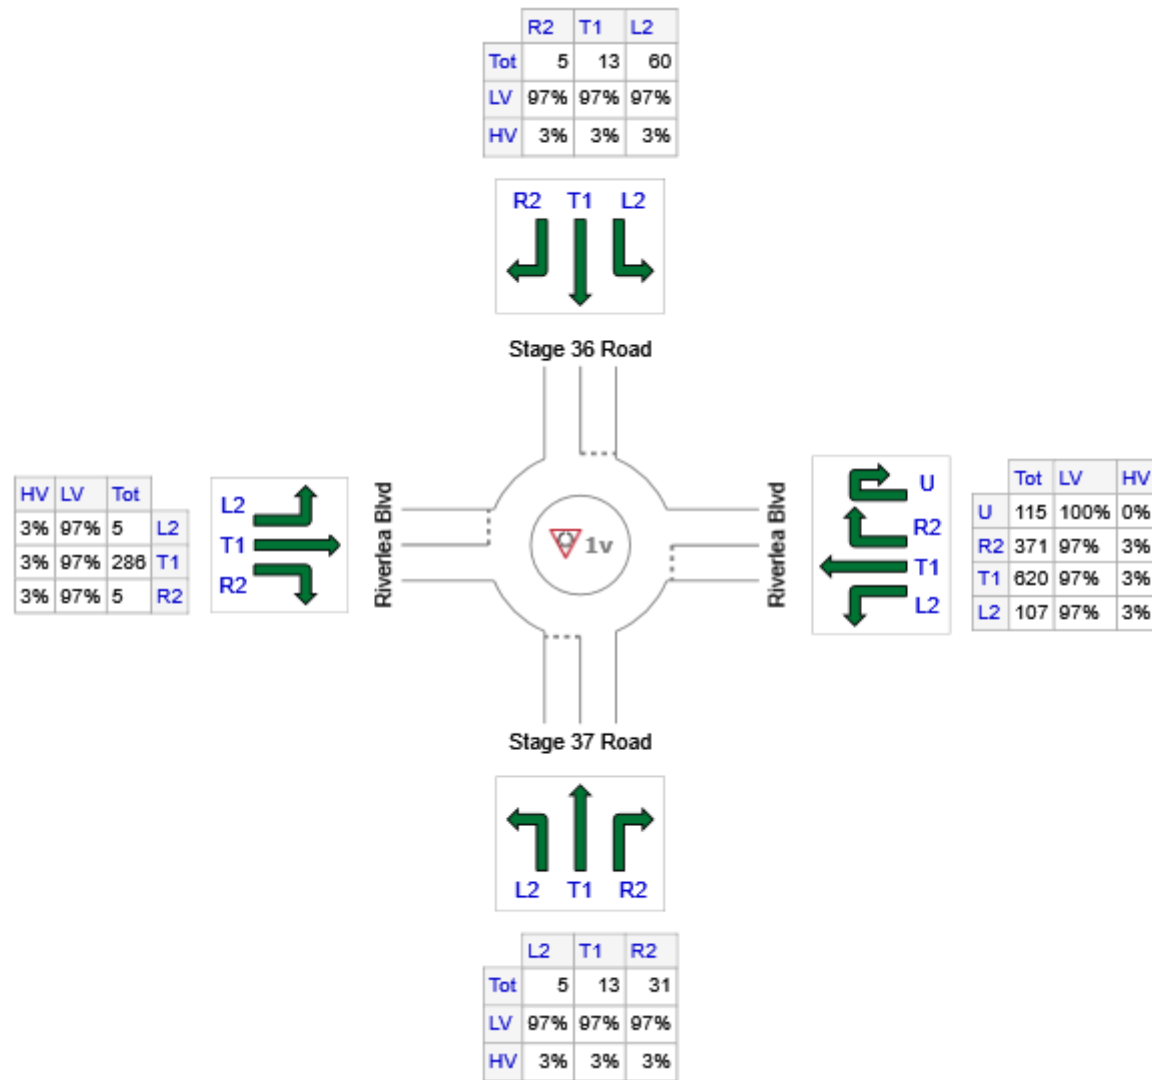 R2 T1 L2
Tot 5 13 60
LV 97% 97% 97%
HV 3% 3% 3%
R2 T1 L2
Stage 36 Road
HV LV Tot
3% 97% 5 L2
3% 97% 286 T1
3% 97% 5 R2
L2
T1
R2
Riverlea Blvd
1v
Riverlea Blvd
U
R2
T1
L2
Tot LV HV
U 115 100% 0%
R2 371 97% 3%
T1 620 97% 3%
L2 107 97% 3%
Stage 37 Road
L2 T1 R2
L2 T1 R2
Tot 5 13 31
LV 97% 97% 97%
HV 3% 3% 3%